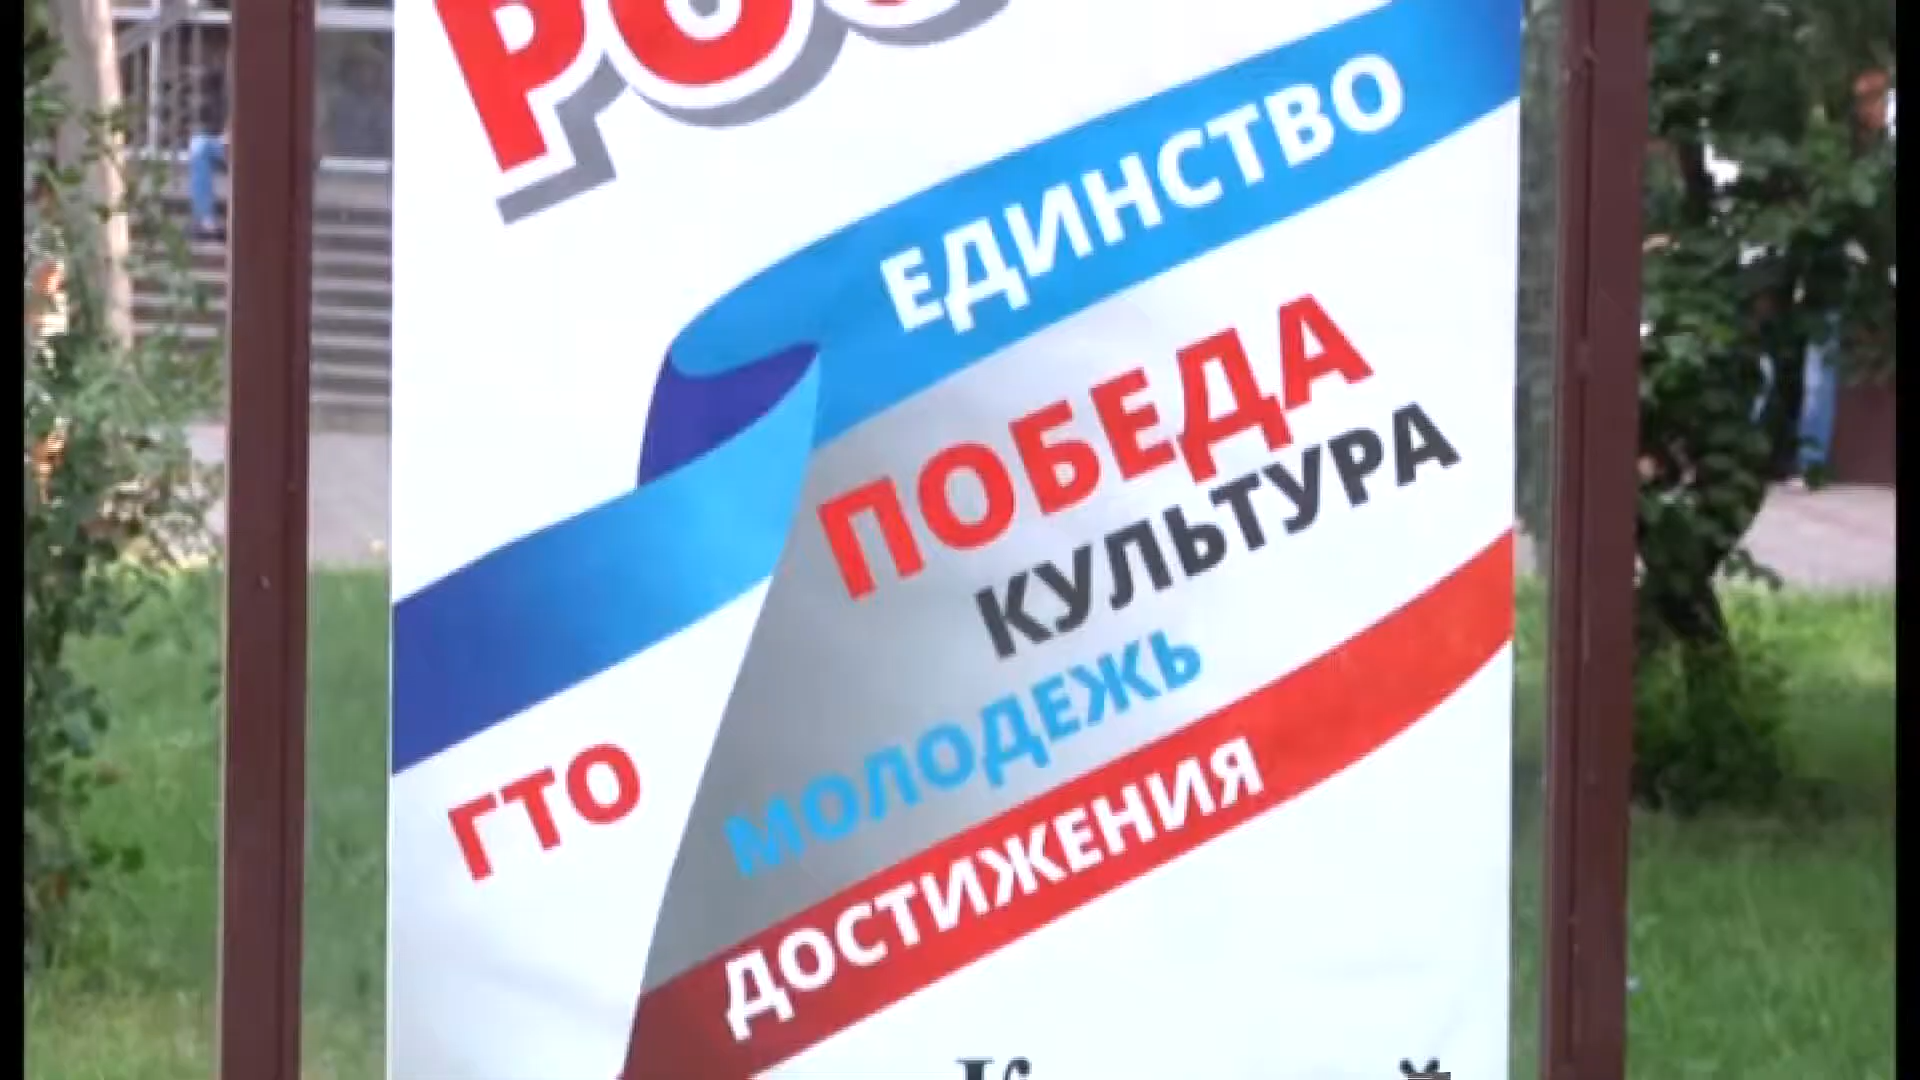 ЕДИНСТВО
ПОБЕДА
КУЛЬТУРА
МОЛОДЕЖЬ
ГТО
ДОСТИЖЕНИЯ